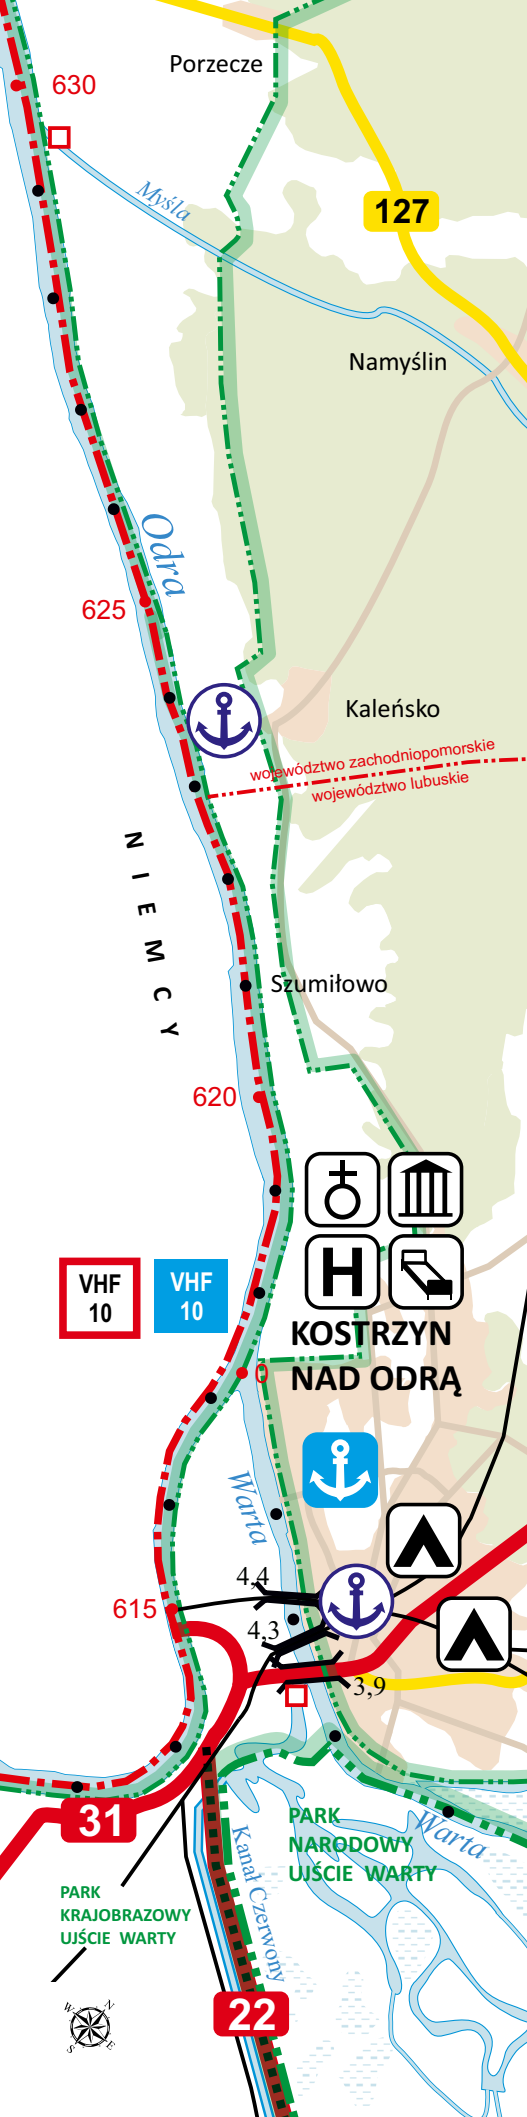 Porzecze
630
Myśla
127
Namyślin
Odra
625
Kaleńsko
województwo zachodniopomorskie
województwo lubuskie
NIEMCY
Szumiłowo
620
H
VHF
10
VHF
10
KOSTRZYN
NAD ODRĄ
0
Warta
4,4
615
4,3
3,9
31
PARK
NARODOWY
UJŚCIE WARTY
Warta
Kanał Czerwony
PARK
KRAJOBRAZOWY
UJŚCIE WARTY
22
W
N
S
E